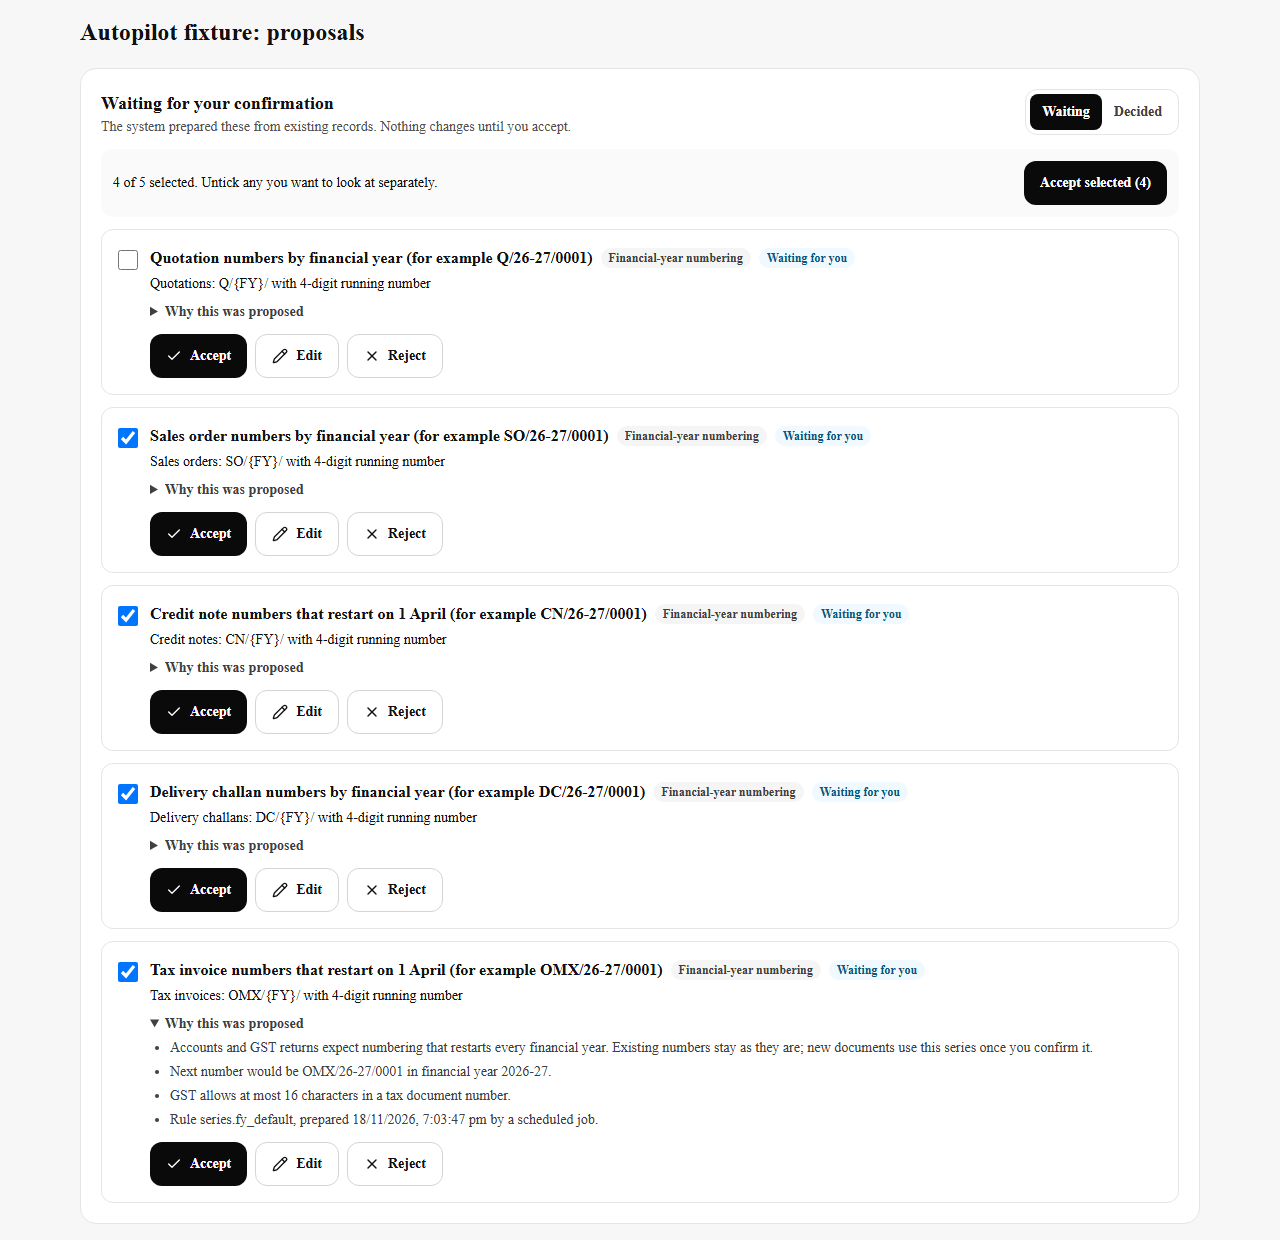 Autopilot fixture: proposals
Waiting for your confirmation
The system prepared these from existing records. Nothing changes until you accept.
Waiting
Decided
4 of 5 selected. Untick any you want to look at separately.
Accept selected (4)
Quotation numbers by financial year (for example Q/26-27/0001) Financial-year numbering Waiting for you
Quotations: Q/{FY}/ with 4-digit running number
Why this was proposed
Accept Edit Reject
Sales order numbers by financial year (for example SO/26-27/0001) Financial-year numbering Waiting for you
Sales orders: SO/{FY}/ with 4-digit running number
Why this was proposed
Accept Edit Reject
Credit note numbers that restart on 1 April (for example CN/26-27/0001) Financial-year numbering Waiting for you
Credit notes: CN/{FY}/ with 4-digit running number
Why this was proposed
Accept Edit Reject
Delivery challan numbers by financial year (for example DC/26-27/0001) Financial-year numbering Waiting for you
Delivery challans: DC/{FY}/ with 4-digit running number
Why this was proposed
Accept Edit Reject
Tax invoice numbers that restart on 1 April (for example OMX/26-27/0001) Financial-year numbering Waiting for you
Tax invoices: OMX/{FY}/ with 4-digit running number
Why this was proposed
Accounts and GST returns expect numbering that restarts every financial year. Existing numbers stay as they are; new documents use this series once you confirm it.
Next number would be OMX/26-27/0001 in financial year 2026-27.
GST allows at most 16 characters in a tax document number.
Rule series.fy_default, prepared 18/11/2026, 7:03:47 pm by a scheduled job.
Accept Edit Reject